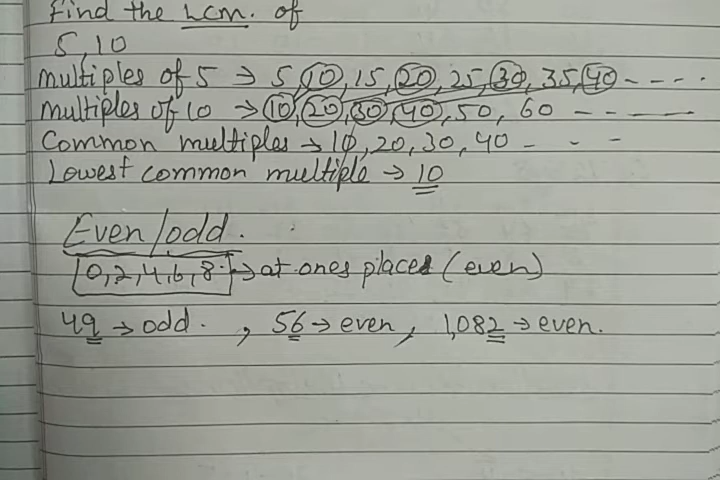 Find the LCM. of
5, 10
multiples of 5 → 5, 10, 15, 20, 25, 30, 35, 40 - - - .
multiples of 10 → 10, 20, 30, 40, 50, 60 - - - -
Common multiples → 10, 20, 30, 40 - - -
Lowest common multiple → 10
Even/odd.
0, 2, 4, 6, 8. → at ones place (even)
49 → odd. , 56 → even, 1,082 → even.